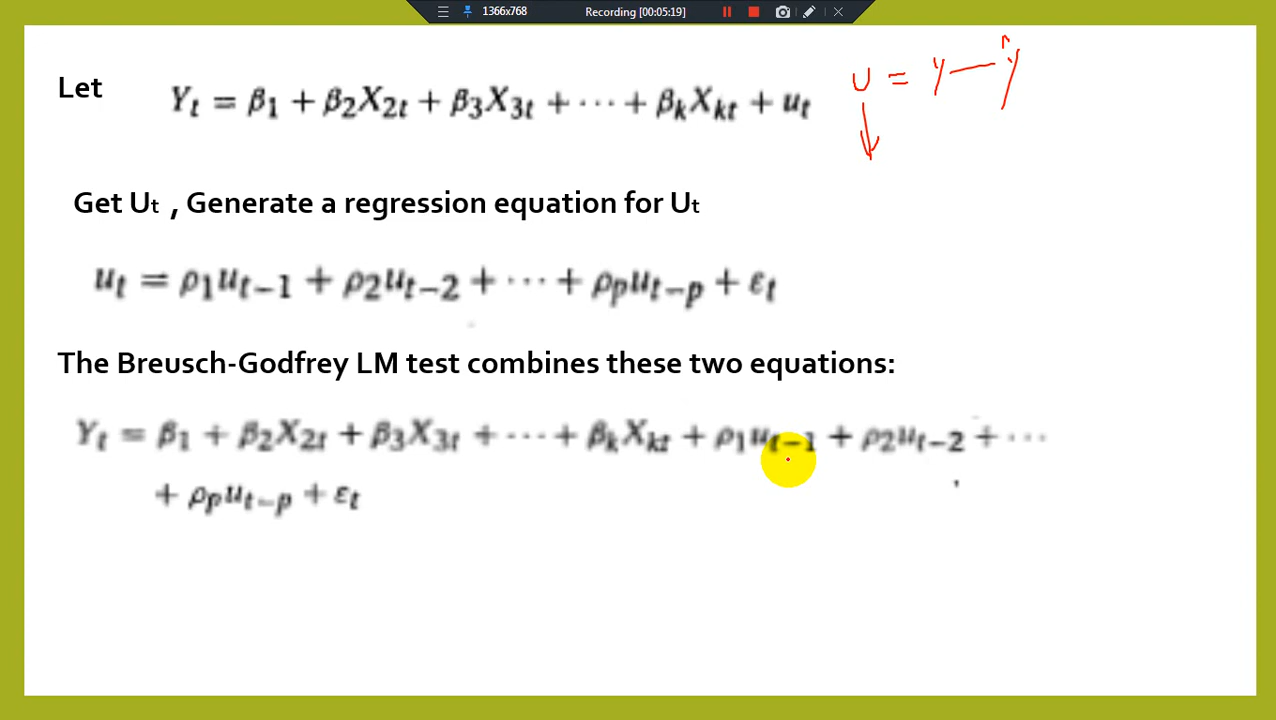 1366x768 Recording [00:05:19]
Let Yₜ = β₁ + β₂X₂ₜ + β₃X₃ₜ + ··· + βₖXₖₜ + uₜ
U = y — ŷ
Get Uₜ , Generate a regression equation for Uₜ
uₜ = ρ₁uₜ₋₁ + ρ₂uₜ₋₂ + ··· + ρₚuₜ₋ₚ + εₜ
The Breusch-Godfrey LM test combines these two equations:
Yₜ = β₁ + β₂X₂ₜ + β₃X₃ₜ + ··· + βₖXₖₜ + ρ₁uₜ₋₁ + ρ₂uₜ₋₂ + ···
+ ρₚuₜ₋ₚ + εₜ